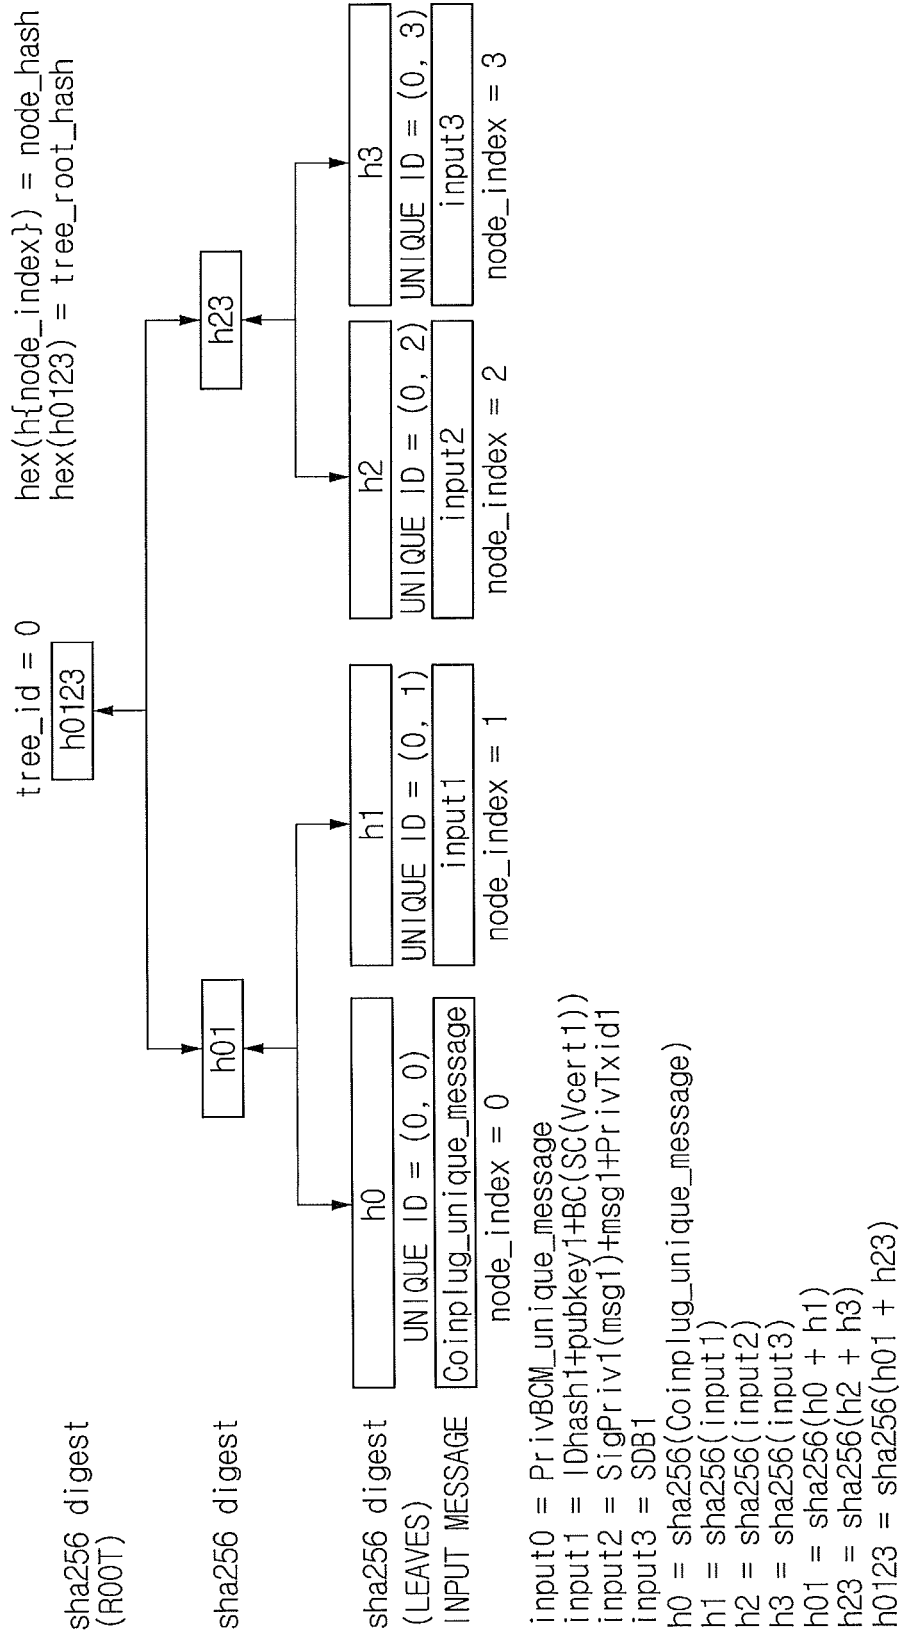 tree_id = 0
hex(h{node_index}) = node_hash
hex(h0123) = tree_root_hash
sha256 digest
(ROOT)
h0123
sha256 digest
h01
h23
sha256 digest
(LEAVES)
h0
h1
h2
h3
UNIQUE ID = (0, 0)
UNIQUE ID = (0, 1)
UNIQUE ID = (0, 2)
UNIQUE ID = (0, 3)
INPUT MESSAGE
Coinplug_unique_message
input1
input2
input3
node_index = 0
node_index = 1
node_index = 2
node_index = 3
input0 = PrivBCM_unique_message
input1 = IDhash1+pubkey1+BC(SC(Vcert1))
input2 = SigPriv1(msg1)+msg1+PrivTxid1
input3 = SDB1
h0 = sha256(Coinplug_unique_message)
h1 = sha256(input1)
h2 = sha256(input2)
h3 = sha256(input3)
h01 = sha256(h0 + h1)
h23 = sha256(h2 + h3)
h0123 = sha256(h01 + h23)